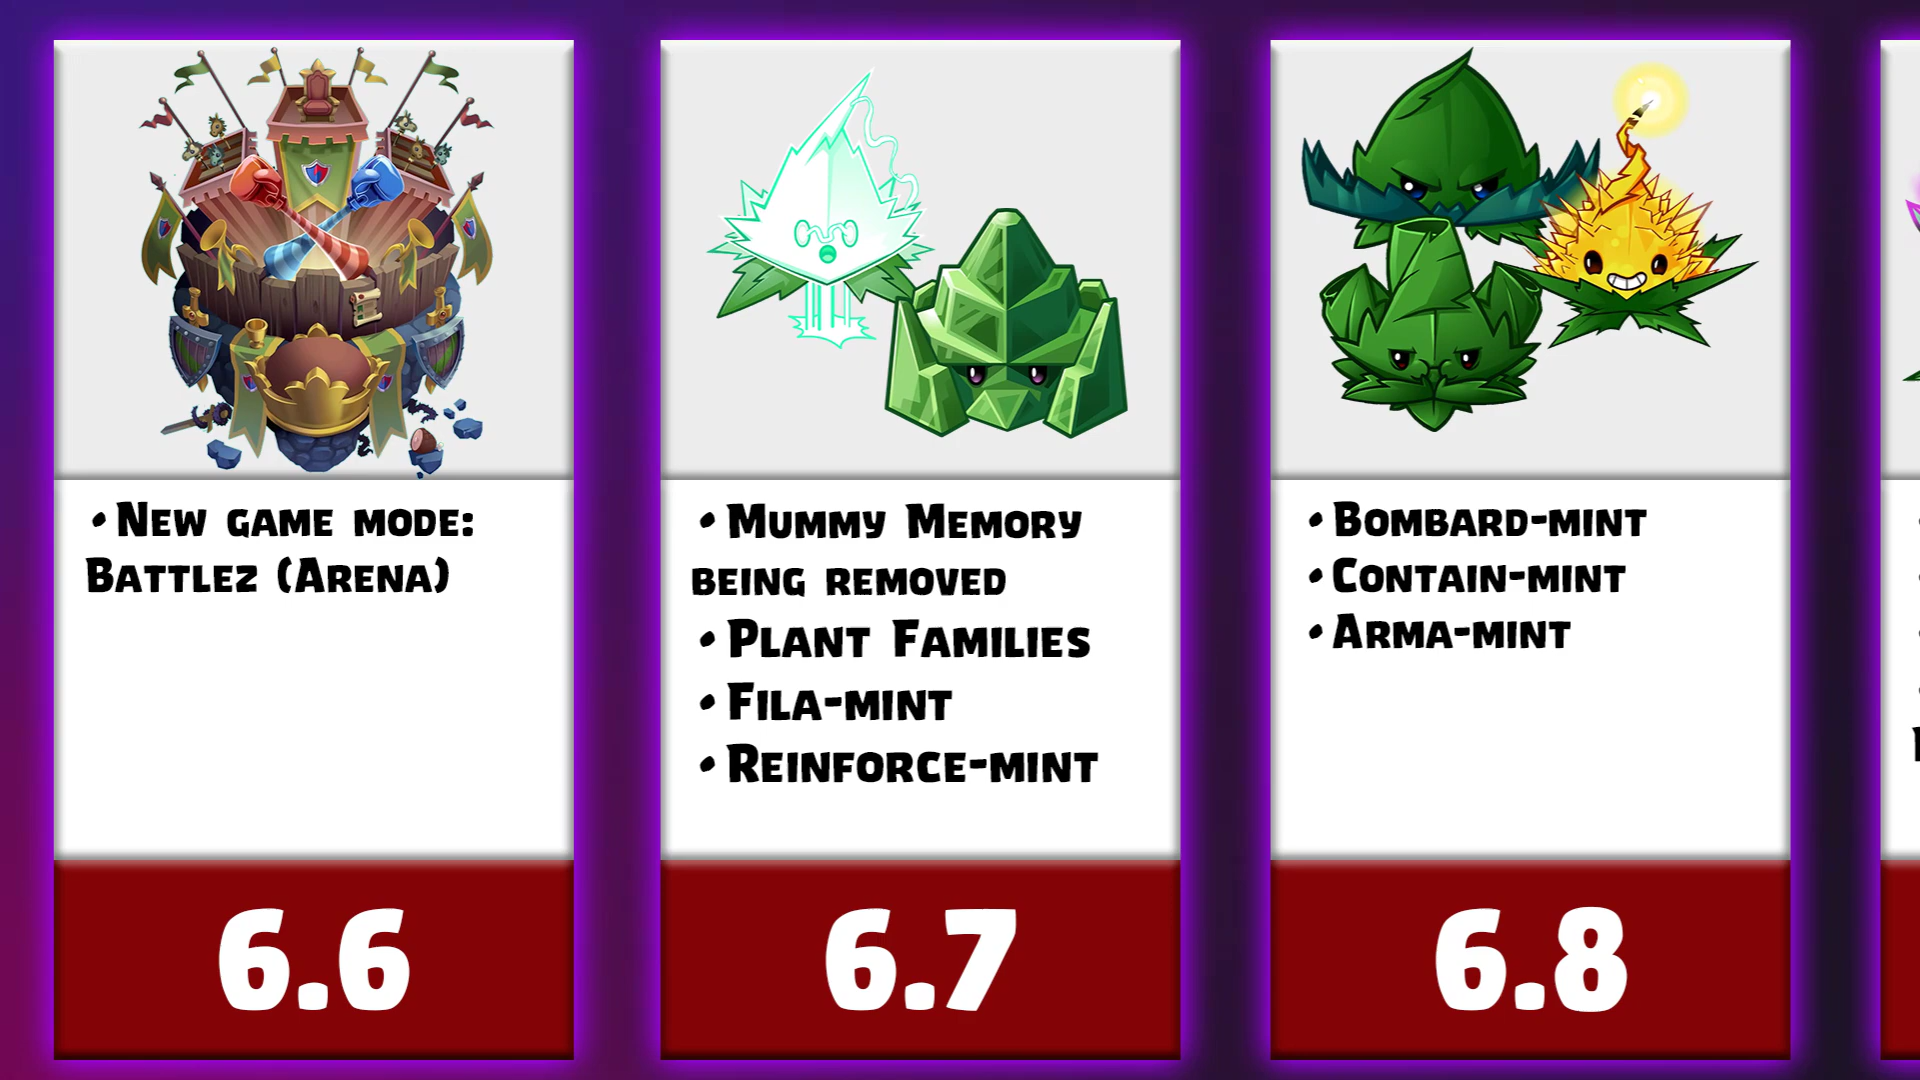 • New game mode:
Battlez (Arena)
6.6
• Mummy Memory
being removed
• Plant Families
• Fila-mint
• Reinforce-mint
6.7
• Bombard-mint
• Contain-mint
• Arma-mint
6.8